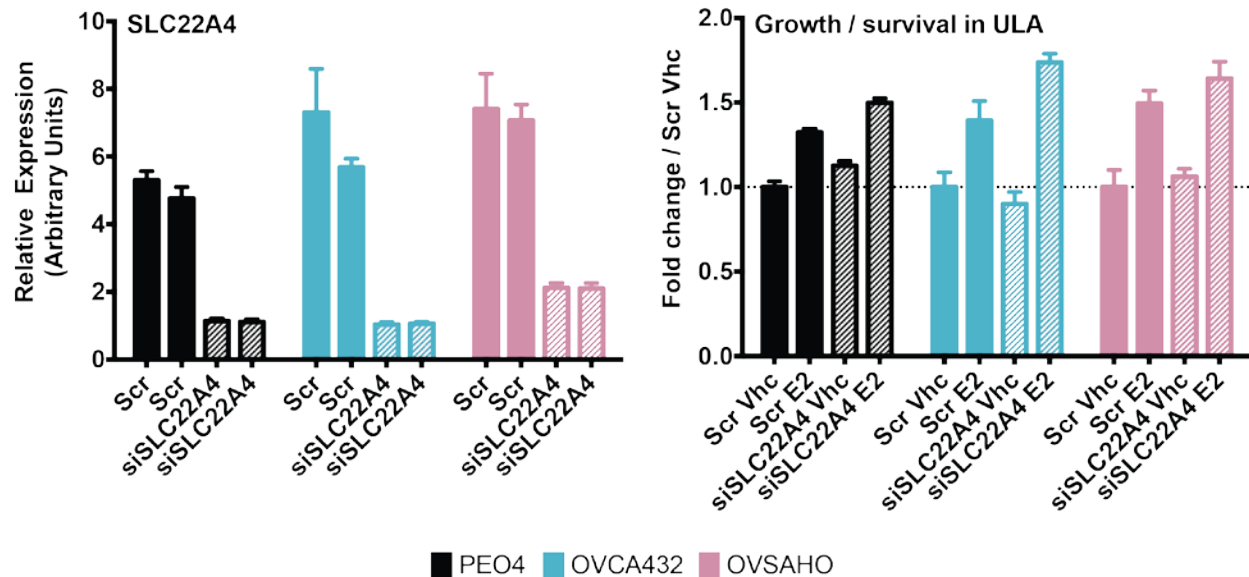 SLC22A4
Relative Expression
(Arbitrary Units)
10
8
6
4
2
0
Scr
Scr
siSLC22A4
siSLC22A4
Scr
Scr
siSLC22A4
siSLC22A4
Scr
Scr
siSLC22A4
siSLC22A4
Growth / survival in ULA
Fold change / Scr Vhc
2.0
1.5
1.0
0.5
0.0
Scr Vhc
Scr E2
siSLC22A4 Vhc
siSLC22A4 E2
Scr Vhc
Scr E2
siSLC22A4 Vhc
siSLC22A4 E2
Scr Vhc
Scr E2
siSLC22A4 Vhc
siSLC22A4 E2
PEO4 OVCA432 OVSAHO